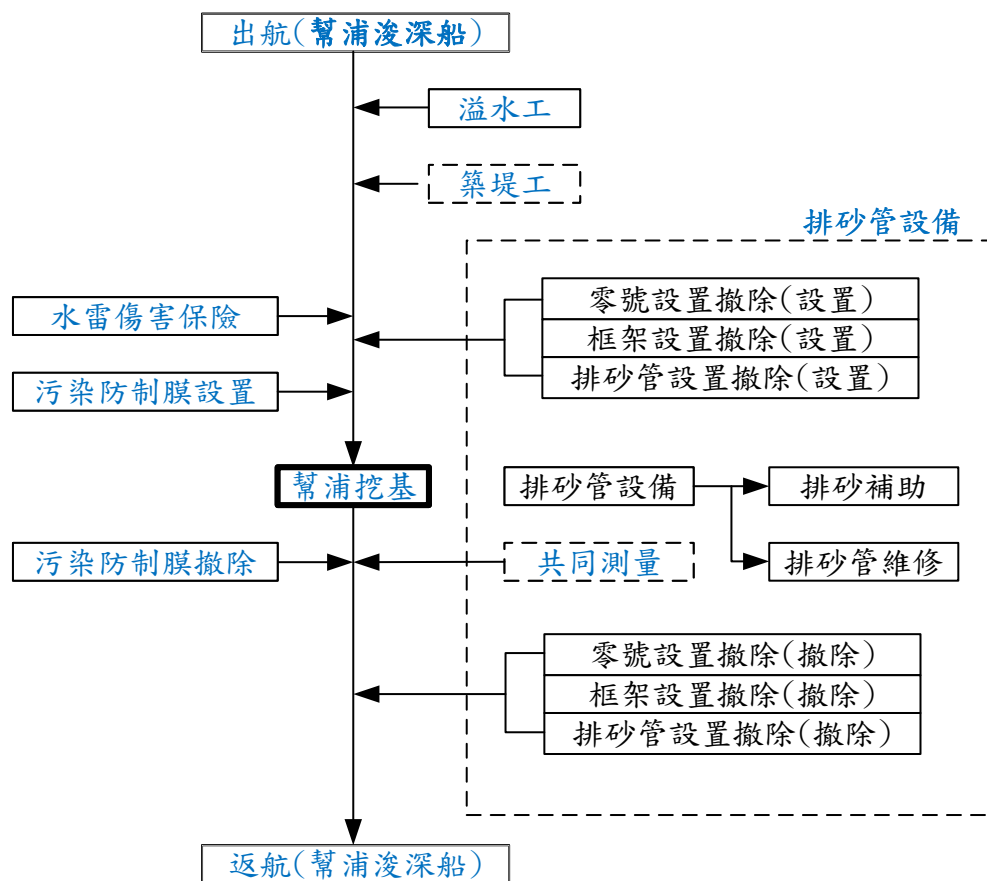 出航(幫浦浚深船)
溢水工
築堤工
排砂管設備
零號設置撤除(設置)
水雷傷害保險
框架設置撤除(設置)
排砂管設置撤除(設置)
污染防制膜設置
幫浦挖基
排砂管設備
排砂補助
污染防制膜撤除
共同測量
排砂管維修
零號設置撤除(撤除)
框架設置撤除(撤除)
排砂管設置撤除(撤除)
返航(幫浦浚深船)